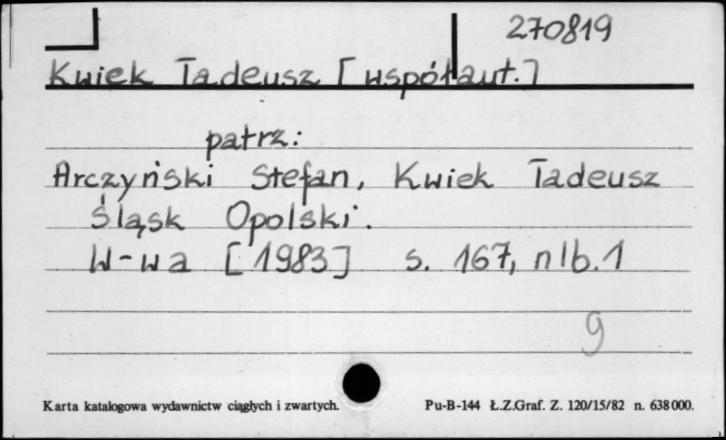 270819
Kwiek Tadeusz [współaut.]
patrz:
Arczyński Stefan, Kwiek Tadeusz
Śląsk Opolski.
W-wa [1983] s. 167, nlb. 1
9
Karta katalogowa wydawnictw ciągłych i zwartych. Pu-B-144 Ł.Z.Graf. Z. 120/15/82 n. 638000.